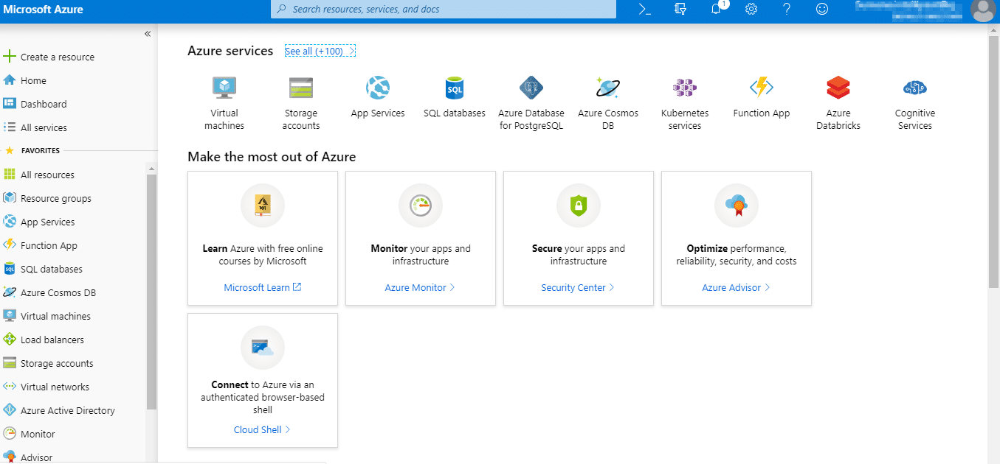 Microsoft Azure
Search resources, services, and docs
1
«
Create a resource
Home
Dashboard
All services
FAVORITES
All resources
Resource groups
App Services
Function App
SQL databases
Azure Cosmos DB
Virtual machines
Load balancers
Storage accounts
Virtual networks
Azure Active Directory
Monitor
Advisor
Azure services
See all (+100) >
SQL
Virtual
machines
Storage
accounts
App Services
SQL databases
Azure Database
for PostgreSQL
Azure Cosmos
DB
Kubernetes
services
Function App
Azure
Databricks
Cognitive
Services
Make the most out of Azure
101
Learn Azure with free online
courses by Microsoft
Microsoft Learn
Monitor your apps and
infrastructure
Azure Monitor >
Secure your apps and
infrastructure
Security Center >
Optimize performance,
reliability, security, and costs
Azure Advisor >
Connect to Azure via an
authenticated browser-based
shell
Cloud Shell >